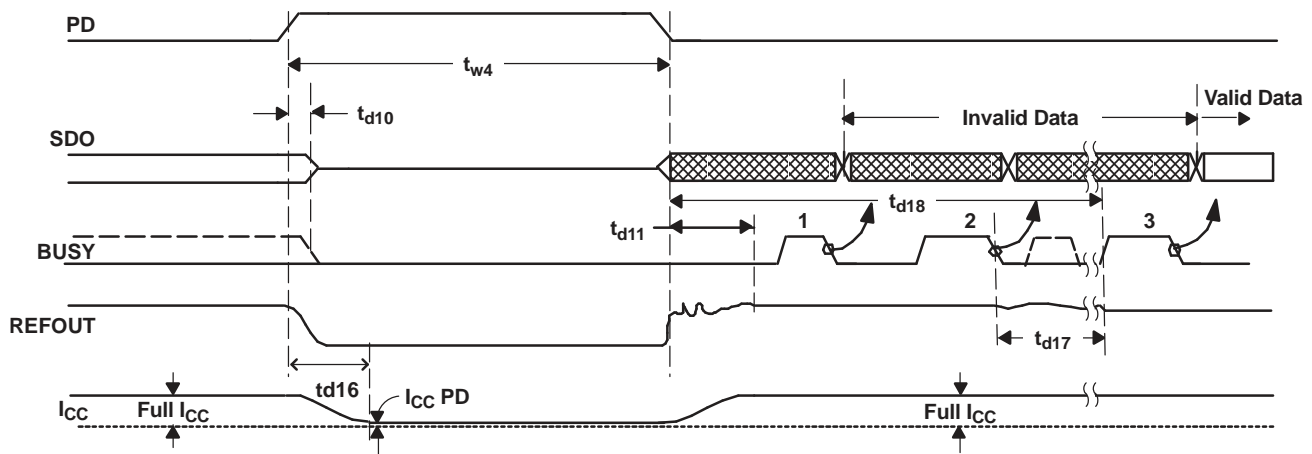 PD
tw4
td10
Valid Data
Invalid Data
SDO
td18
1
2
3
td11
BUSY
REFOUT
td17
td16
ICC PD
ICC
Full ICC
Full ICC